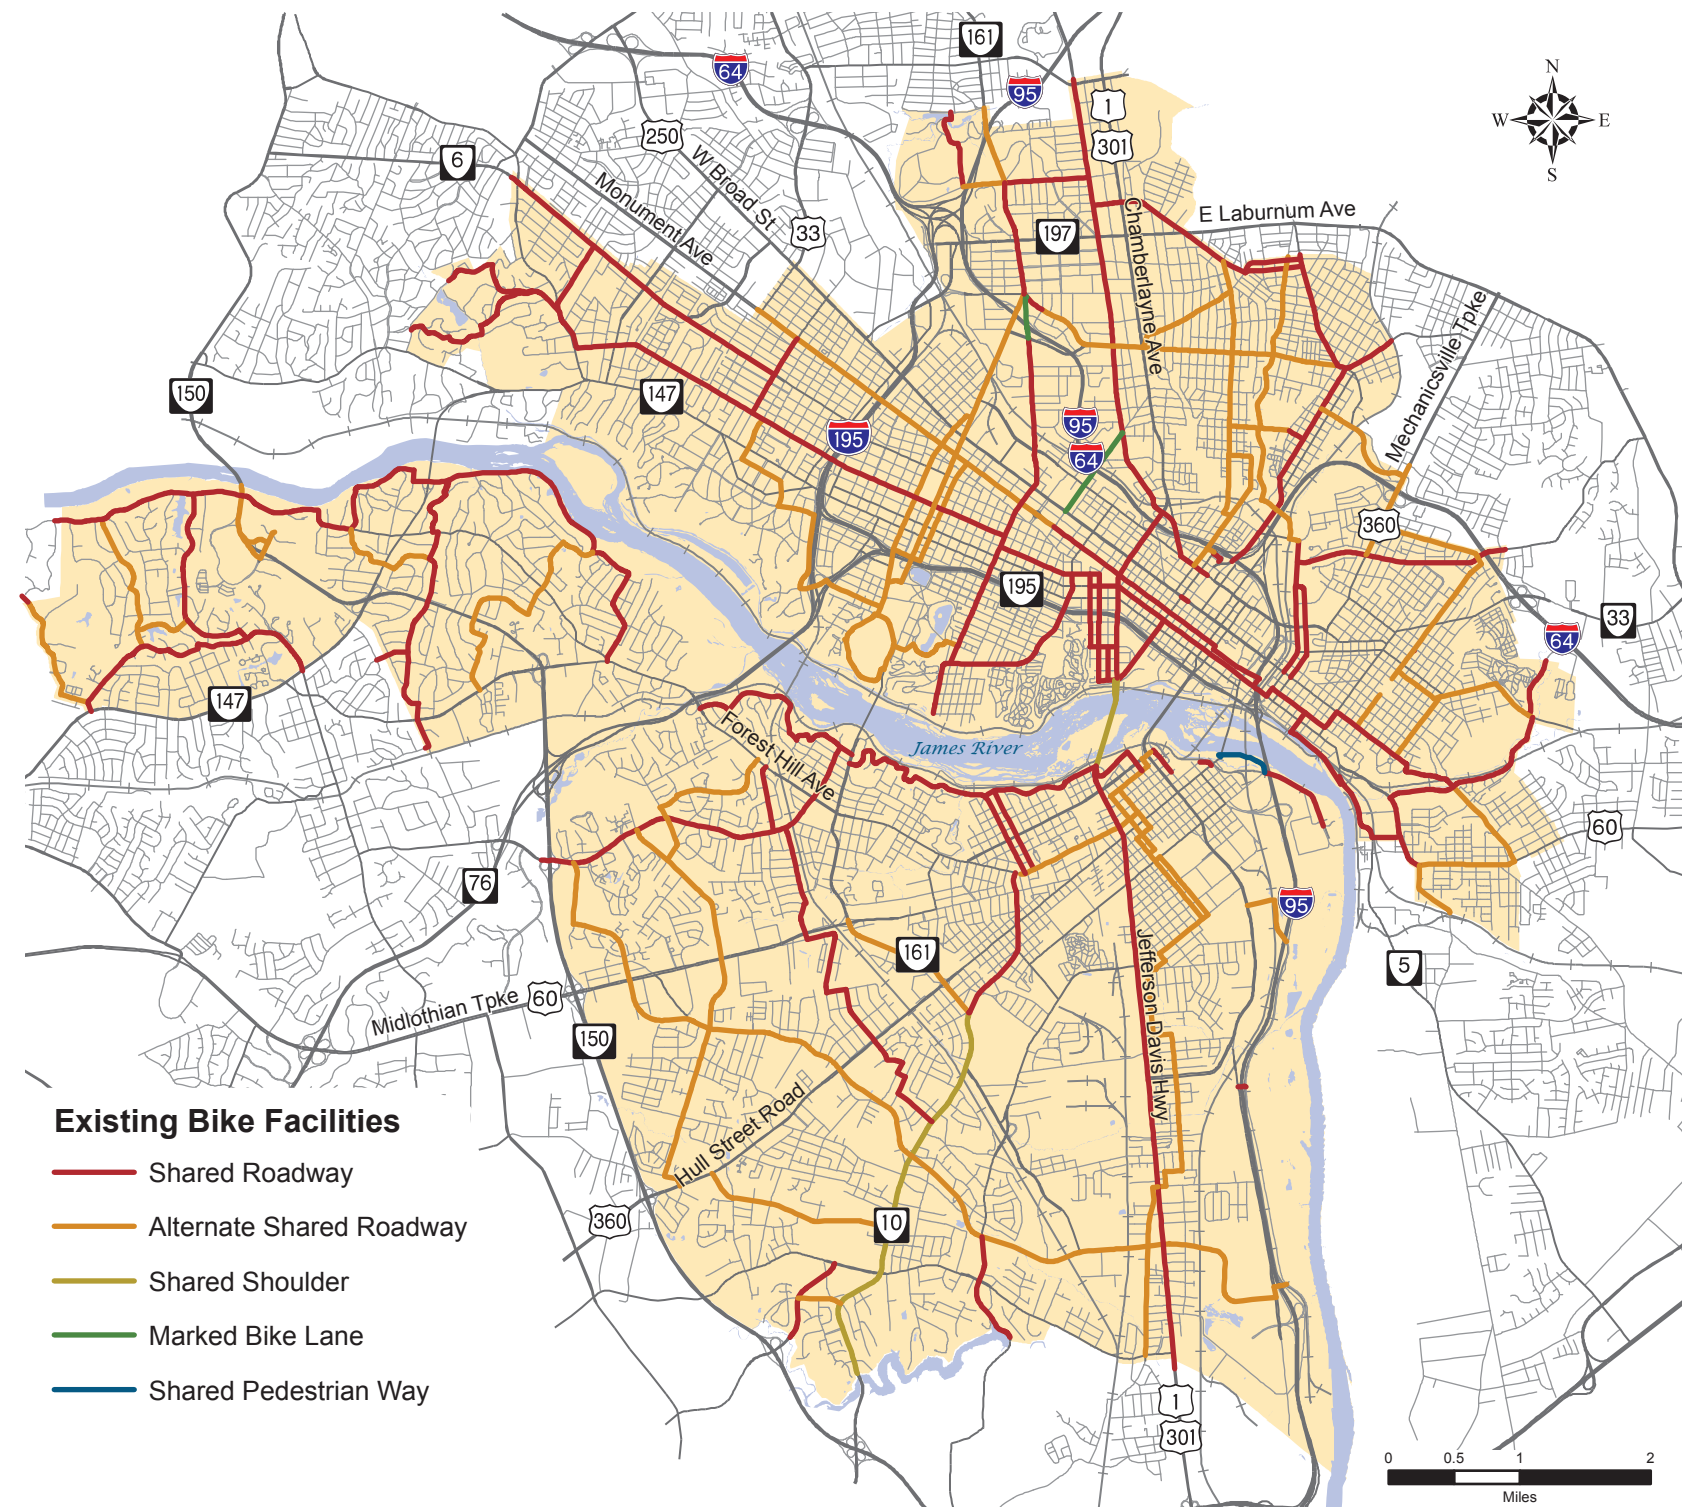 161
64
95
1
N
W
E
S
250
301
6
W Broad St
Monument Ave
E Laburnum Ave
33
197
Chamberlayne Ave
Mechanicsville Tpke
150
147
95
195
64
360
195
33
64
147
Forest Hill Ave
James River
60
76
95
161
5
Jefferson Davis Hwy
Midlothian Tpke
60
150
Hull Street Road
360
10
Existing Bike Facilities
Shared Roadway
Alternate Shared Roadway
Shared Shoulder
Marked Bike Lane
Shared Pedestrian Way
1
301
0
0.5
1
2
Miles